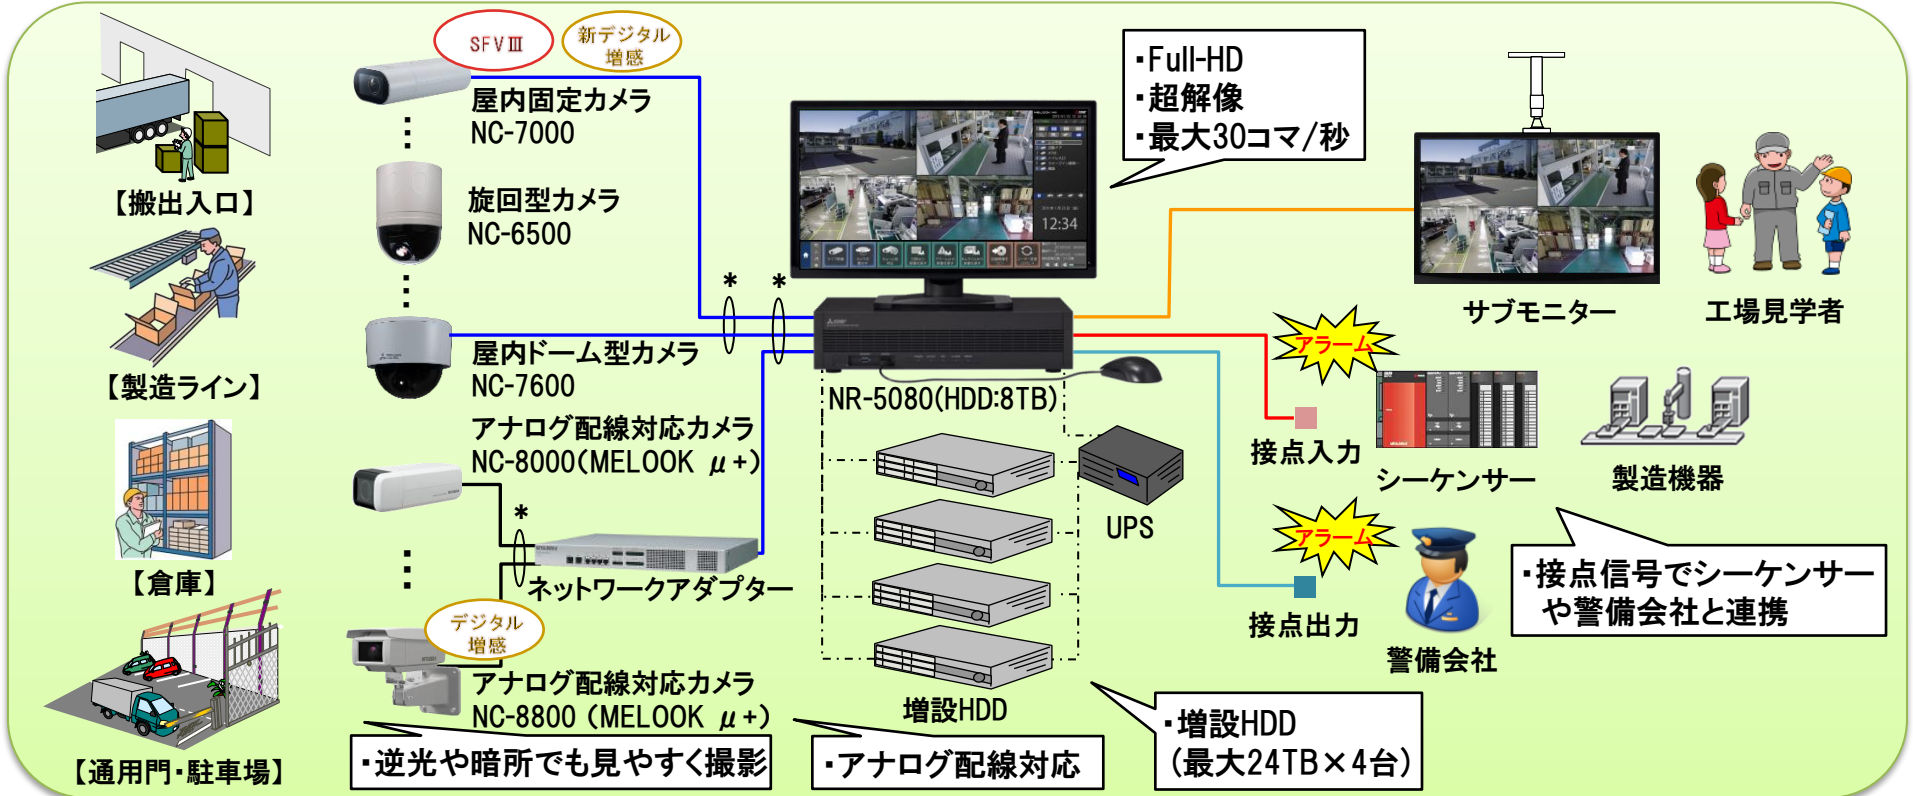 SFVⅢ
新デジタル
増感
屋内固定カメラ
NC-7000
旋回型カメラ
NC-6500
屋内ドーム型カメラ
NC-7600
アナログ配線対応カメラ
NC-8000(MELOOK μ+)
*
ネットワークアダプター
デジタル
増感
アナログ配線対応カメラ
NC-8800 (MELOOK μ+)
・逆光や暗所でも見やすく撮影
・アナログ配線対応
【搬出入口】
【製造ライン】
【倉庫】
【通用門・駐車場】
*
*
・Full-HD
・超解像
・最大30コマ/秒
12:34
NR-5080(HDD:8TB)
UPS
増設HDD
・増設HDD
(最大24TB×4台)
サブモニター
工場見学者
アラーム
接点入力
シーケンサー
製造機器
アラーム
接点出力
警備会社
・接点信号でシーケンサー
や警備会社と連携